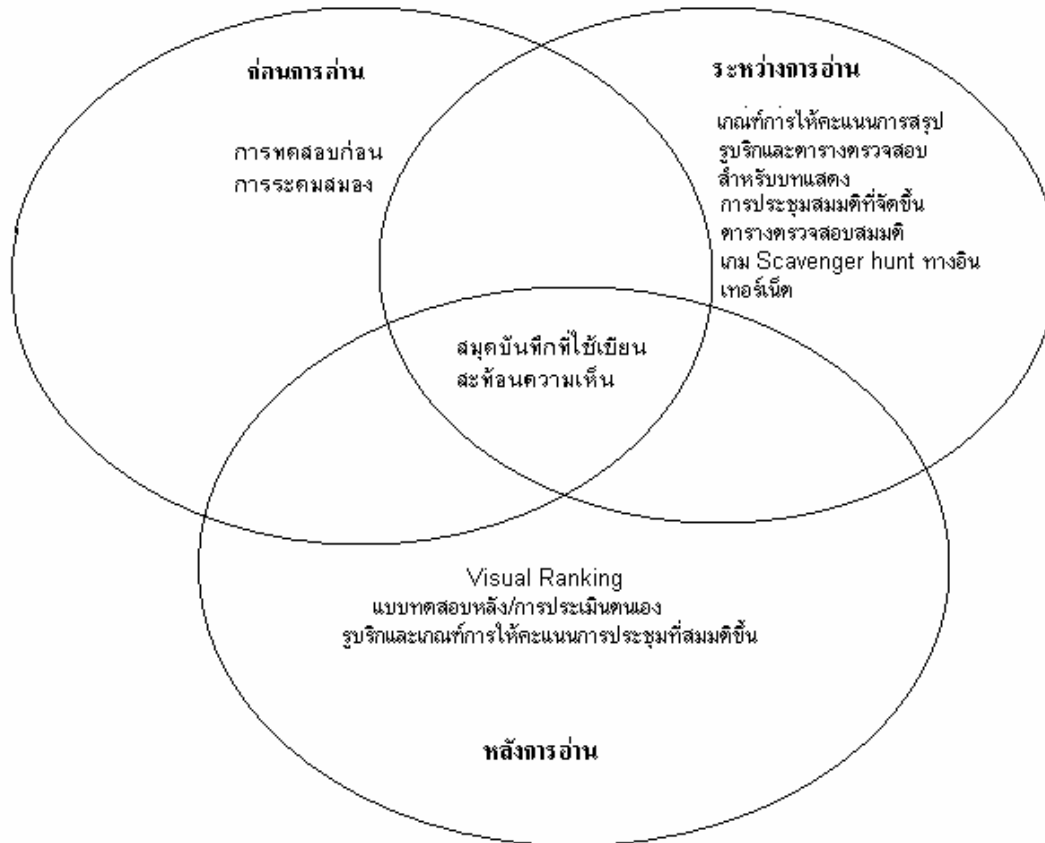 ก่อนการอ่าน
การทดสอบก่อน
การระดมสมอง
ระหว่างการอ่าน
เกณฑ์การให้คะแนนการสรุป
รูบริกและตารางตรวจสอบ
สำหรับบทแสดง
การประชุมสมมติที่จัดขึ้น
ตารางตรวจสอบสมมติ
เกม Scavenger hunt ทางอิน
เทอร์เน็ต
สมุดบันทึกที่ใช้เขียน
สะท้อนความเห็น
Visual Ranking
แบบทดสอบหลัง/การประเมินตนเอง
รูบริกและเกณฑ์การให้คะแนนการประชุมที่สมมติขึ้น
หลังการอ่าน